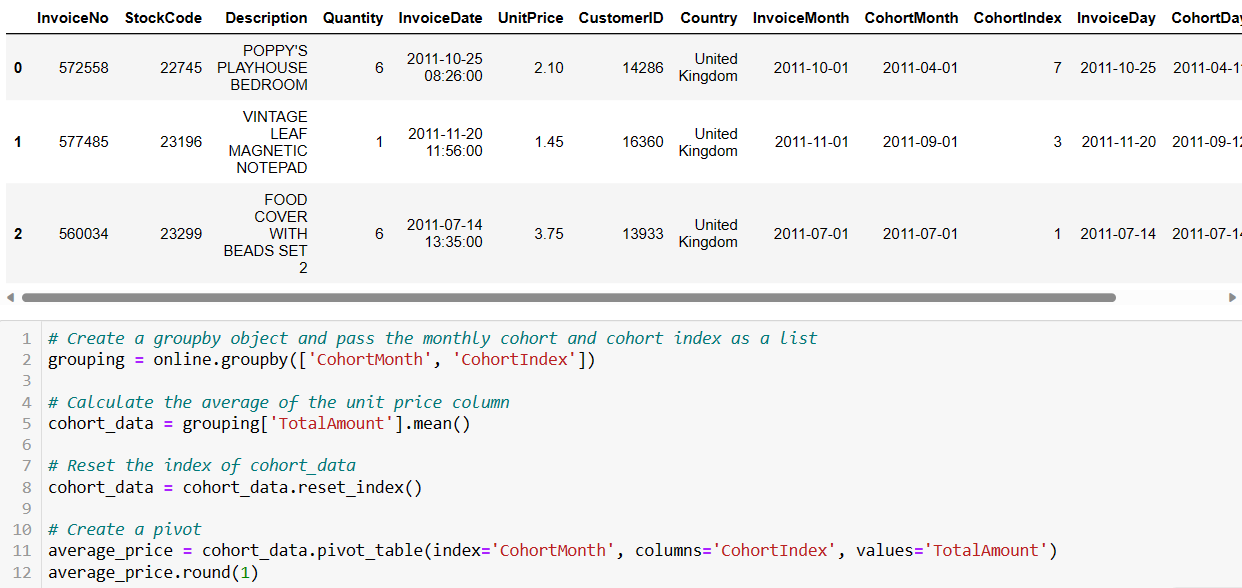 InvoiceNo StockCode Description Quantity InvoiceDate UnitPrice CustomerID Country InvoiceMonth CohortMonth CohortIndex InvoiceDay CohortDay
0 572558 22745 POPPY'S PLAYHOUSE BEDROOM 6 2011-10-25 08:26:00 2.10 14286 United Kingdom 2011-10-01 2011-04-01 7 2011-10-25 2011-04-1
1 577485 23196 VINTAGE LEAF MAGNETIC NOTEPAD 1 2011-11-20 11:56:00 1.45 16360 United Kingdom 2011-11-01 2011-09-01 3 2011-11-20 2011-09-12
2 560034 23299 FOOD COVER WITH BEADS SET 2 6 2011-07-14 13:35:00 3.75 13933 United Kingdom 2011-07-01 2011-07-01 1 2011-07-14 2011-07-14
1 # Create a groupby object and pass the monthly cohort and cohort index as a list
2 grouping = online.groupby(['CohortMonth', 'CohortIndex'])
3
4 # Calculate the average of the unit price column
5 cohort_data = grouping['TotalAmount'].mean()
6
7 # Reset the index of cohort_data
8 cohort_data = cohort_data.reset_index()
9
10 # Create a pivot
11 average_price = cohort_data.pivot_table(index='CohortMonth', columns='CohortIndex', values='TotalAmount')
12 average_price.round(1)